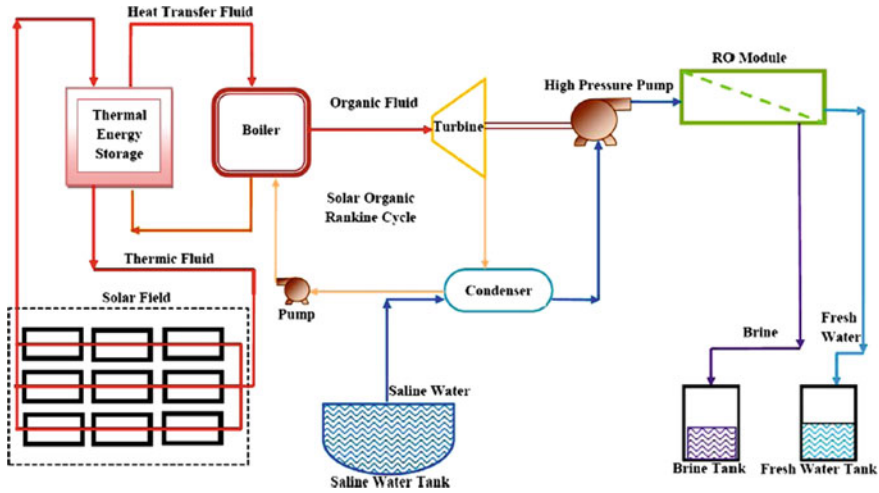 Heat Transfer Fluid
RO Module
High Pressure Pump
Organic Fluid
Thermal
Energy
Storage
Boiler
Turbine
Solar Organic
Rankine Cycle
Thermic Fluid
Condenser
Solar Field
Pump
Fresh
Water
Brine
Saline Water
Brine Tank
Fresh Water Tank
Saline Water Tank